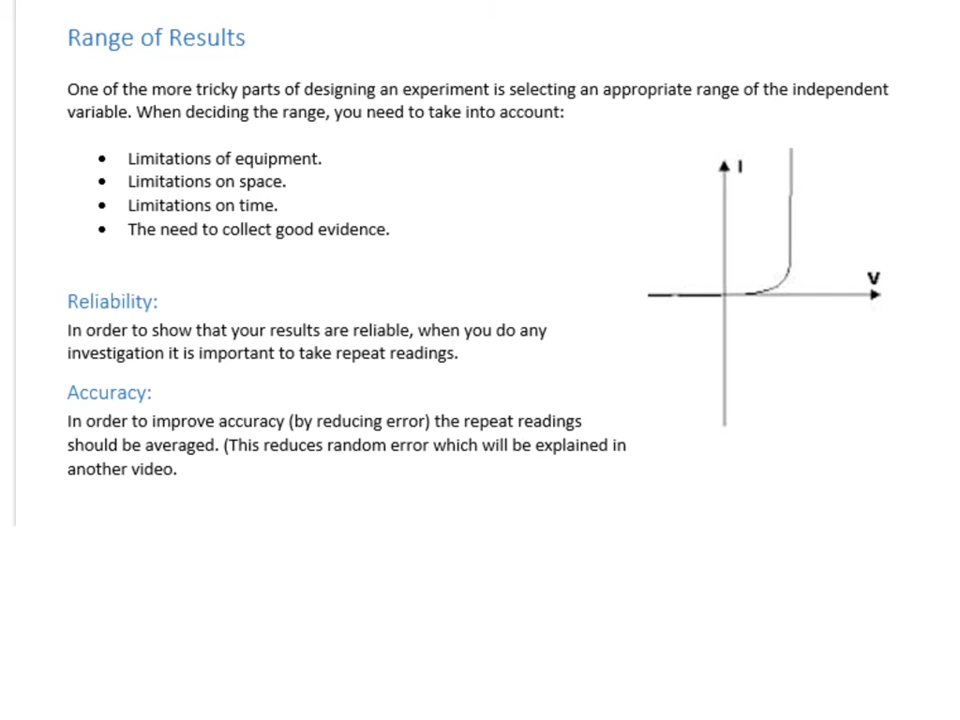 Range of Results
One of the more tricky parts of designing an experiment is selecting an appropriate range of the independent
variable. When deciding the range, you need to take into account:
• Limitations of equipment.
• Limitations on space.
• Limitations on time.
• The need to collect good evidence.
I
V
Reliability:
In order to show that your results are reliable, when you do any
investigation it is important to take repeat readings.
Accuracy:
In order to improve accuracy (by reducing error) the repeat readings
should be averaged. (This reduces random error which will be explained in
another video.